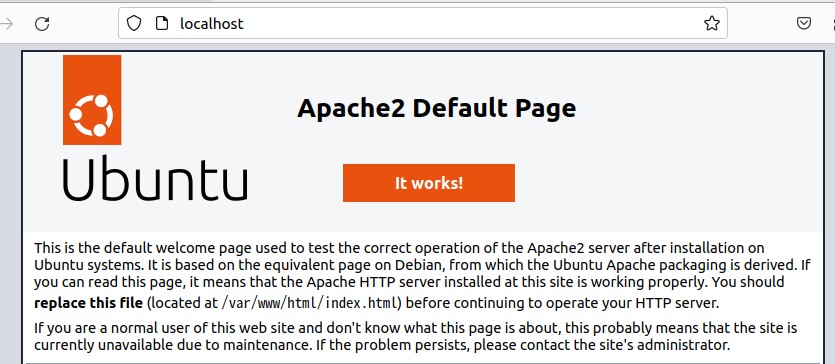 localhost
Apache2 Default Page
Ubuntu
It works!
This is the default welcome page used to test the correct operation of the Apache2 server after installation on
Ubuntu systems. It is based on the equivalent page on Debian, from which the Ubuntu Apache packaging is derived. If
you can read this page, it means that the Apache HTTP server installed at this site is working properly. You should
replace this file (located at /var/www/html/index.html) before continuing to operate your HTTP server.
If you are a normal user of this web site and don't know what this page is about, this probably means that the site is
currently unavailable due to maintenance. If the problem persists, please contact the site's administrator.